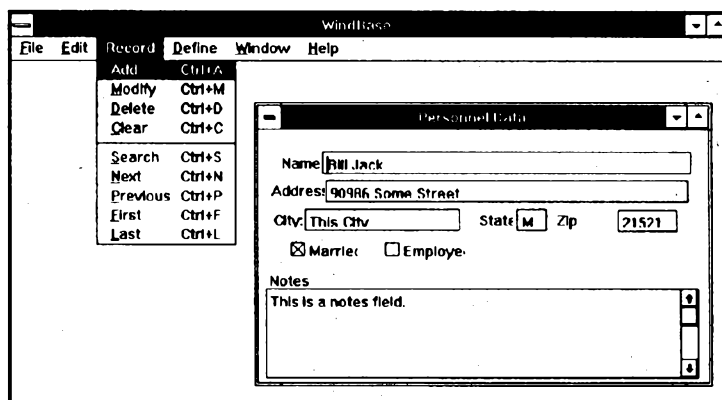 WindBase
File Edit Record Define Window Help
Add Ctrl+A
Modify Ctrl+M
Delete Ctrl+D
Clear Ctrl+C
Search Ctrl+S
Next Ctrl+N
Previous Ctrl+P
First Ctrl+F
Last Ctrl+L
Personnel Data
Name Bill Jack
Address 90986 Some Street
City: This City State M Zip 21521
Marrie Employe
Notes
This is a notes field.